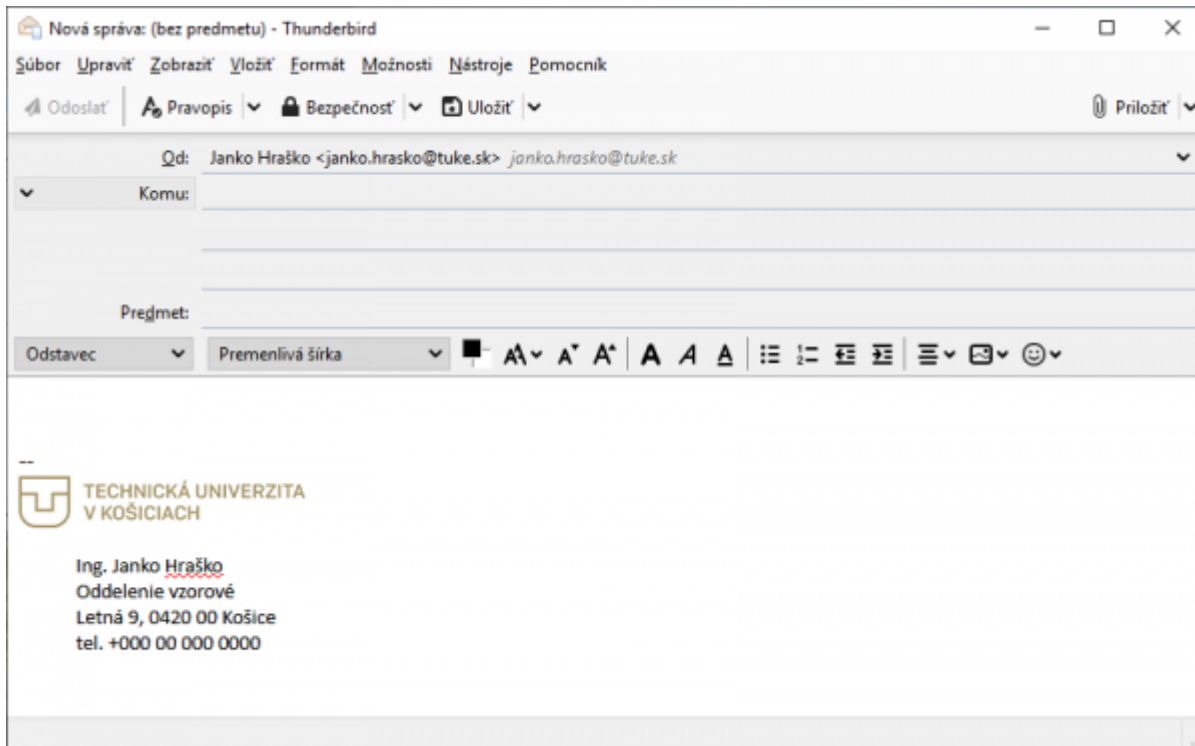 Nová správa: (bez predmetu) - Thunderbird
Súbor Upraviť Zobraziť Vložiť Formát Možnosti Nástroje Pomocník
Odoslať Pravopis Bezpečnosť Uložiť Priložiť
Od: Janko Hraško <janko.hrasko@tuke.sk> janko.hrasko@tuke.sk
Komu:
Predmet:
Odstavec Premenlivá šírka
--
TECHNICKÁ UNIVERZITA
V KOŠICIACH
Ing. Janko Hraško
Oddelenie vzorové
Letná 9, 0420 00 Košice
tel. +000 00 000 0000